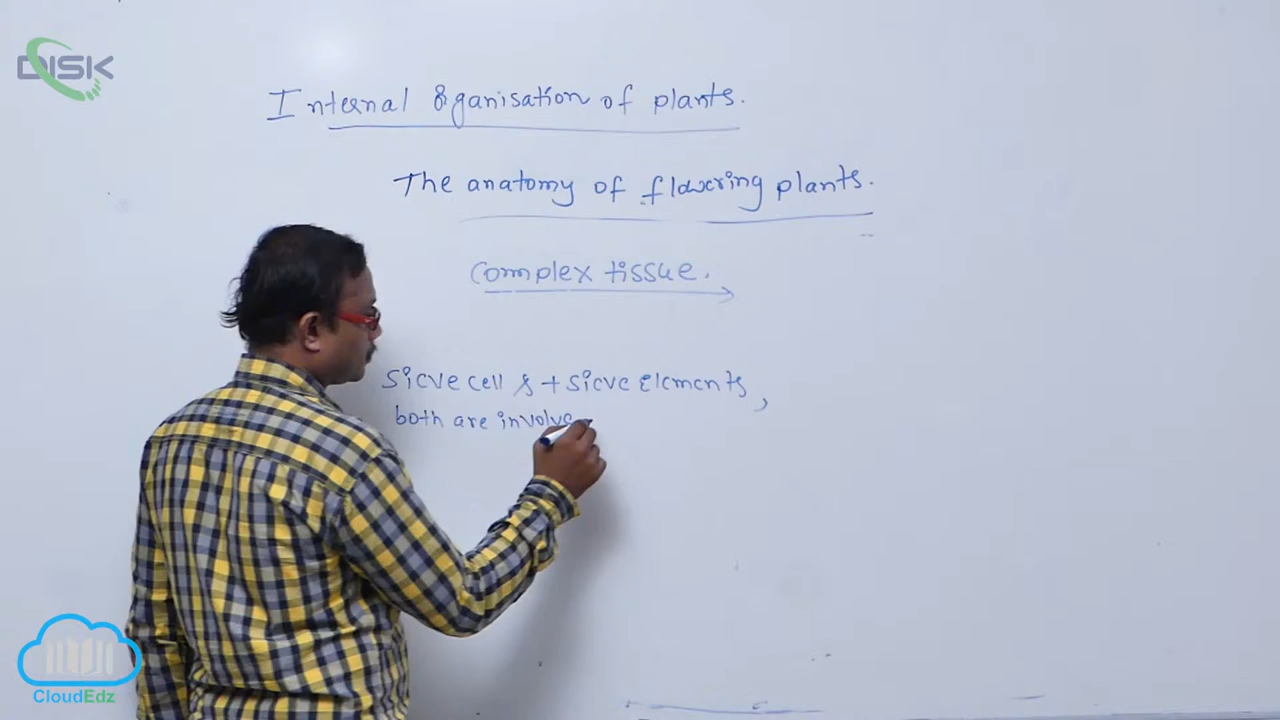 DISK
Internal Organisation of plants.
The anatomy of flowering plants.
Complex tissue.
Sieve cell & + Sieve Elements,
both are involve
CloudEdz